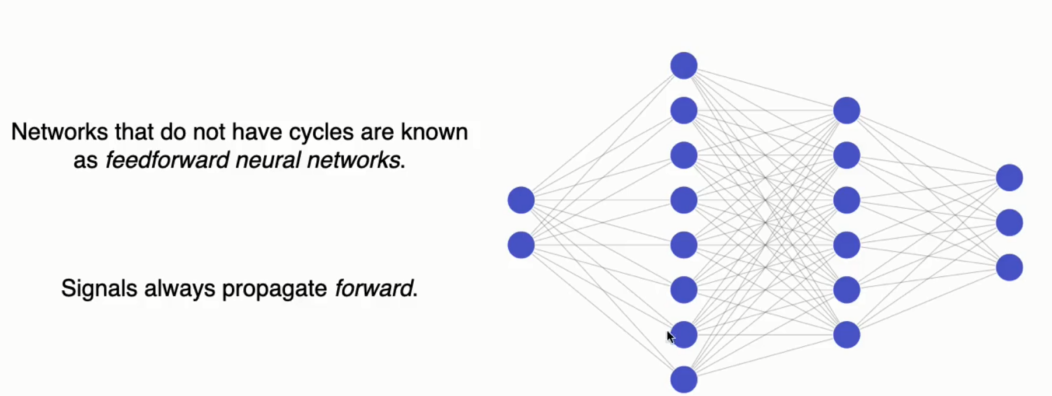 Networks that do not have cycles are known
as feedforward neural networks.
Signals always propagate forward.